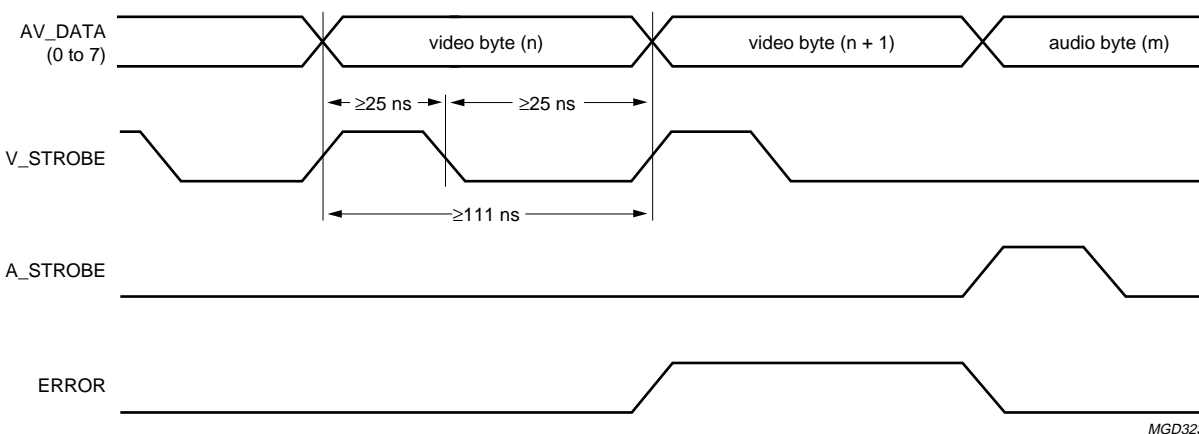 AV_DATA
(0 to 7)
video byte (n)
video byte (n + 1)
audio byte (m)
≥25 ns
≥25 ns
V_STROBE
≥111 ns
A_STROBE
ERROR
MGD323